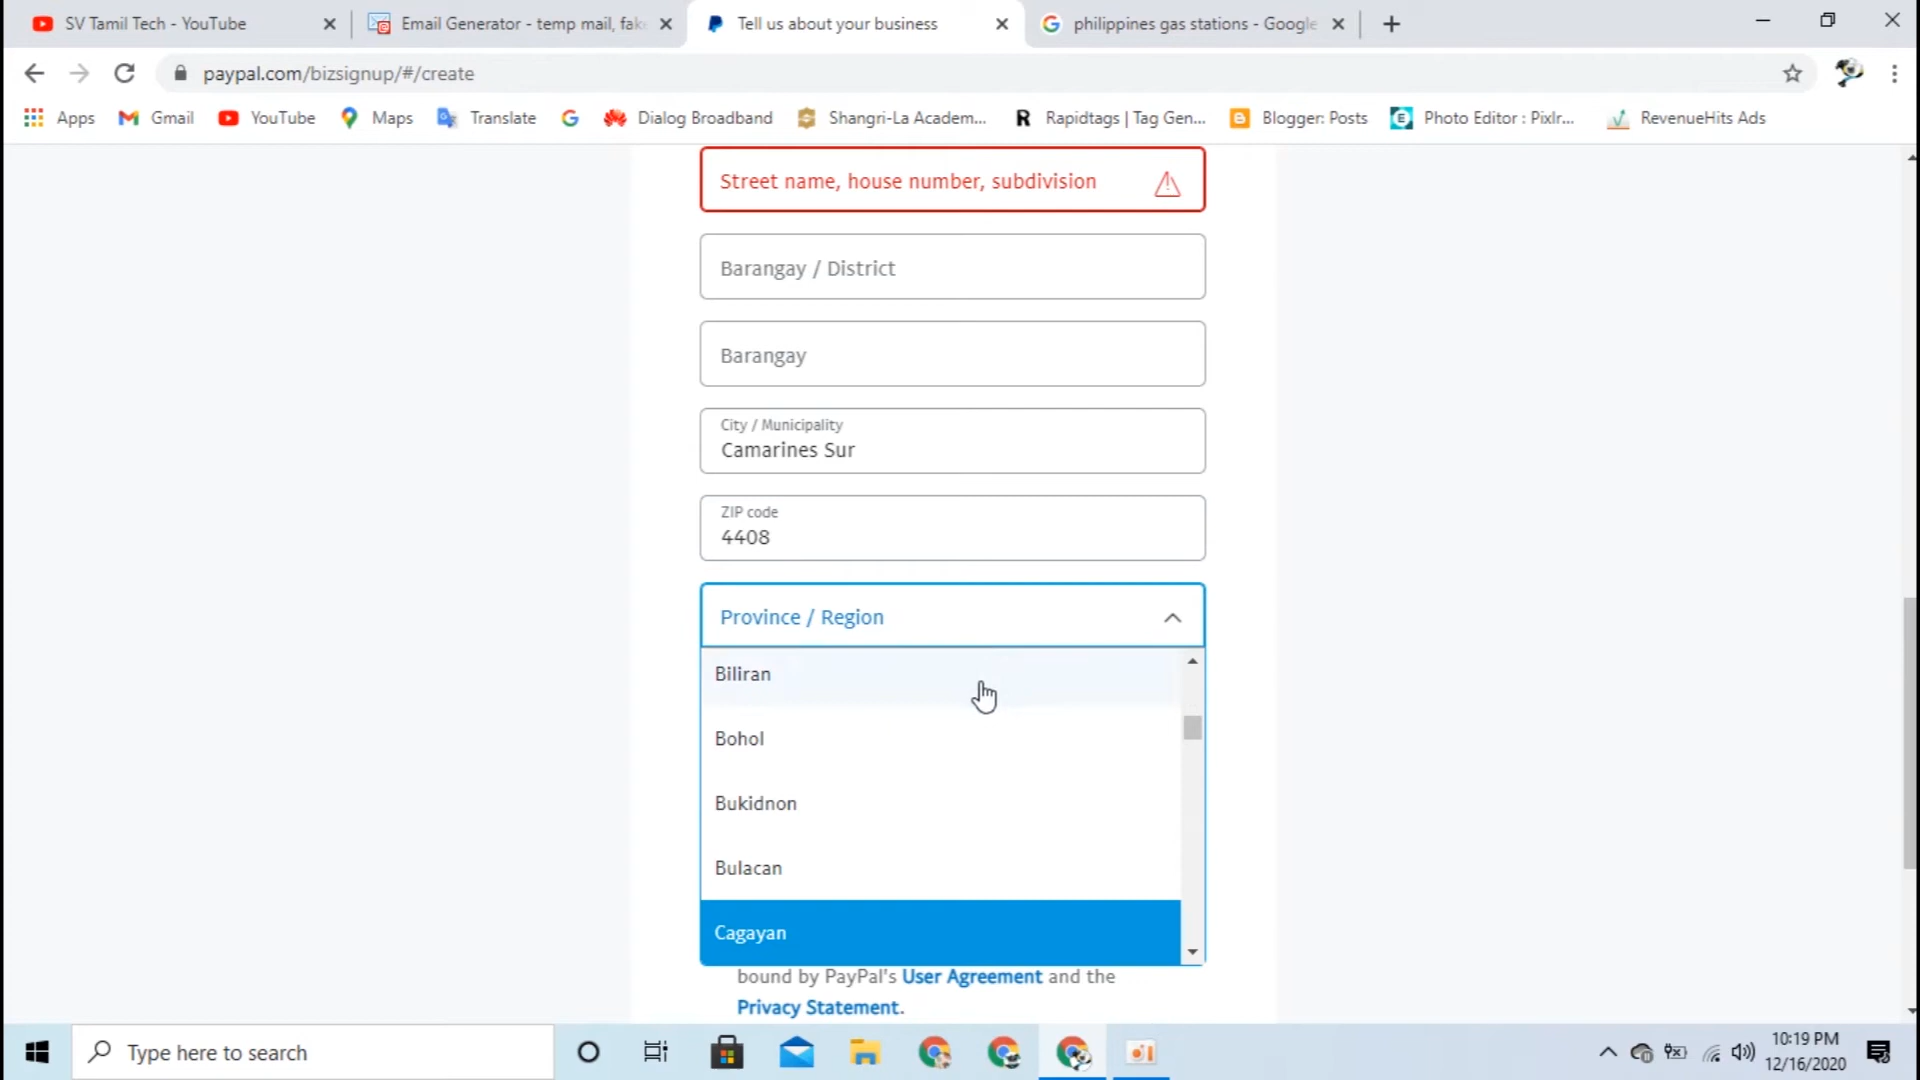 SV Tamil Tech - YouTube
Email Generator - temp mail, fak
Tell us about your business
philippines gas stations - Google
paypal.com/bizsignup/#/create
Apps
Gmail
YouTube
Maps
Translate
Dialog Broadband
Shangri-La Academ...
Rapidtags | Tag Gen...
Blogger: Posts
Photo Editor : Pixlr...
RevenueHits Ads
Street name, house number, subdivision
Barangay / District
Barangay
City / Municipality
Camarines Sur
ZIP code
4408
Province / Region
Biliran
Bohol
Bukidnon
Bulacan
Cagayan
bound by PayPal's User Agreement and the
Privacy Statement.
Type here to search
10:19 PM
12/16/2020